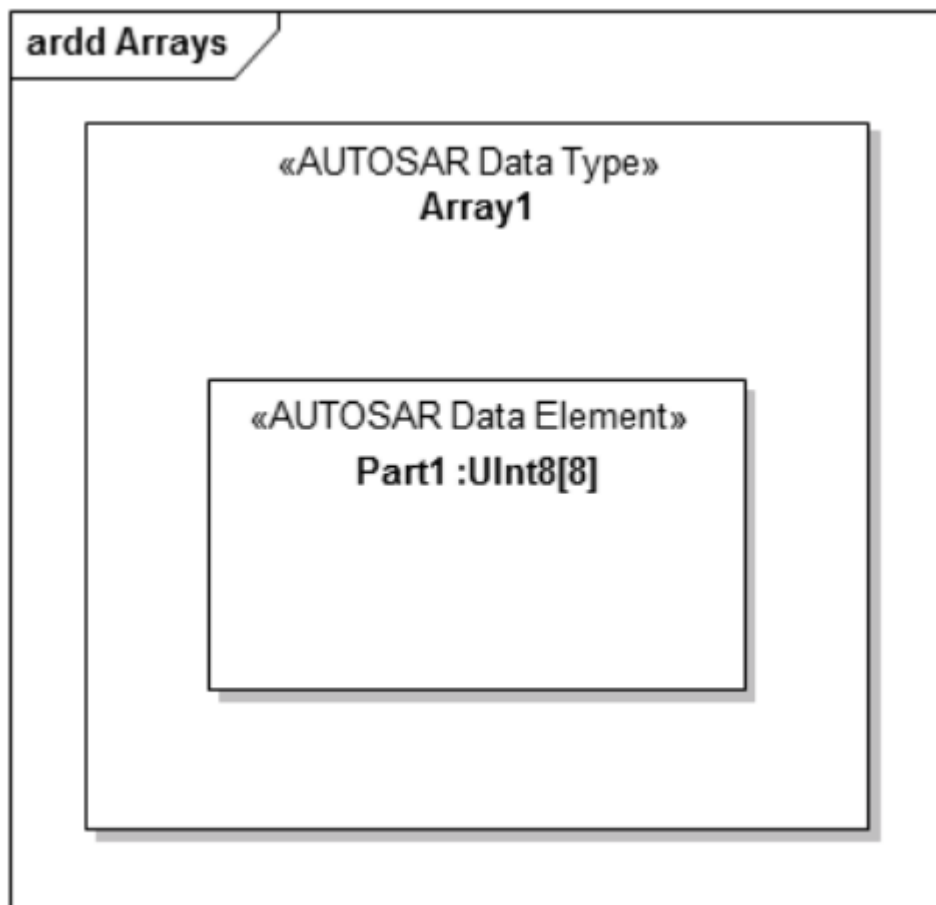 ardd Arrays
«AUTOSAR Data Type»
Array1
«AUTOSAR Data Element»
Part1 :UInt8[8]